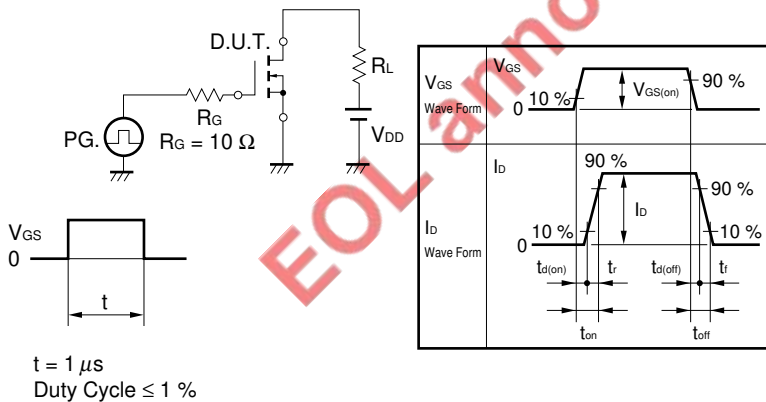 D.U.T.
RL
RG
PG.
RG = 10 Ω
VDD
VGS
0
t
t = 1 μs
Duty Cycle ≤ 1 %
VGS
Wave Form
VGS
VGS(on)
10 %
90 %
0
ID
Wave Form
ID
90 %
90 %
ID
10 %
10 %
0
td(on)
tr
td(off)
tf
ton
toff
EOL anno